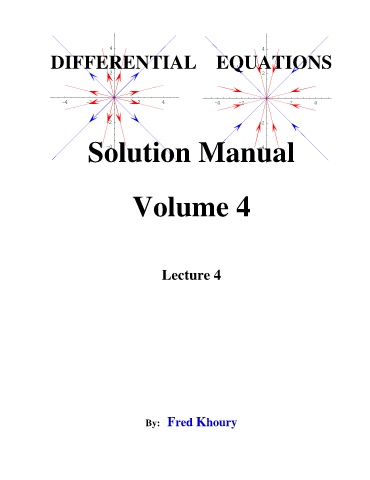 DIFFERENTIAL EQUATIONS
Solution Manual
Volume 4
Lecture 4
By: Fred Khoury